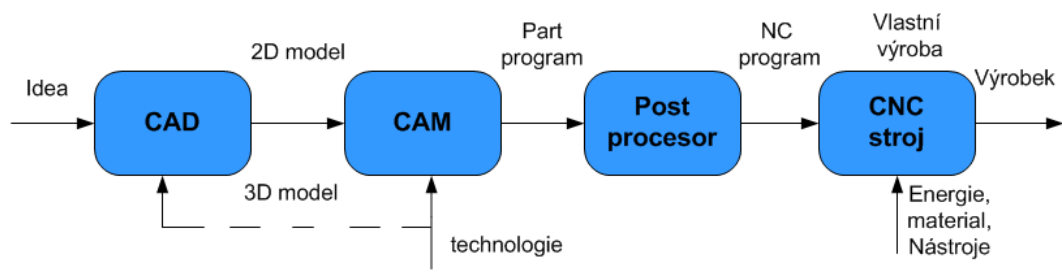 Idea
CAD
2D model
3D model
CAM
technologie
Part
program
Post
procesor
NC
program
Vlastní
výroba
CNC
stroj
Energie,
material,
Nástroje
Výrobek